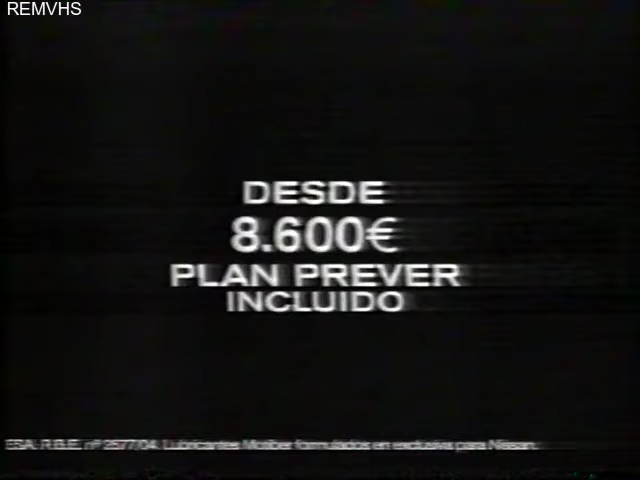 REMVHS
DESDE
8.600€
PLAN PREVER
INCLUIDO
ESA. R.B.E. nº 2577/04. Lubricantes Motiber formulados en exclusiva para Nissan.